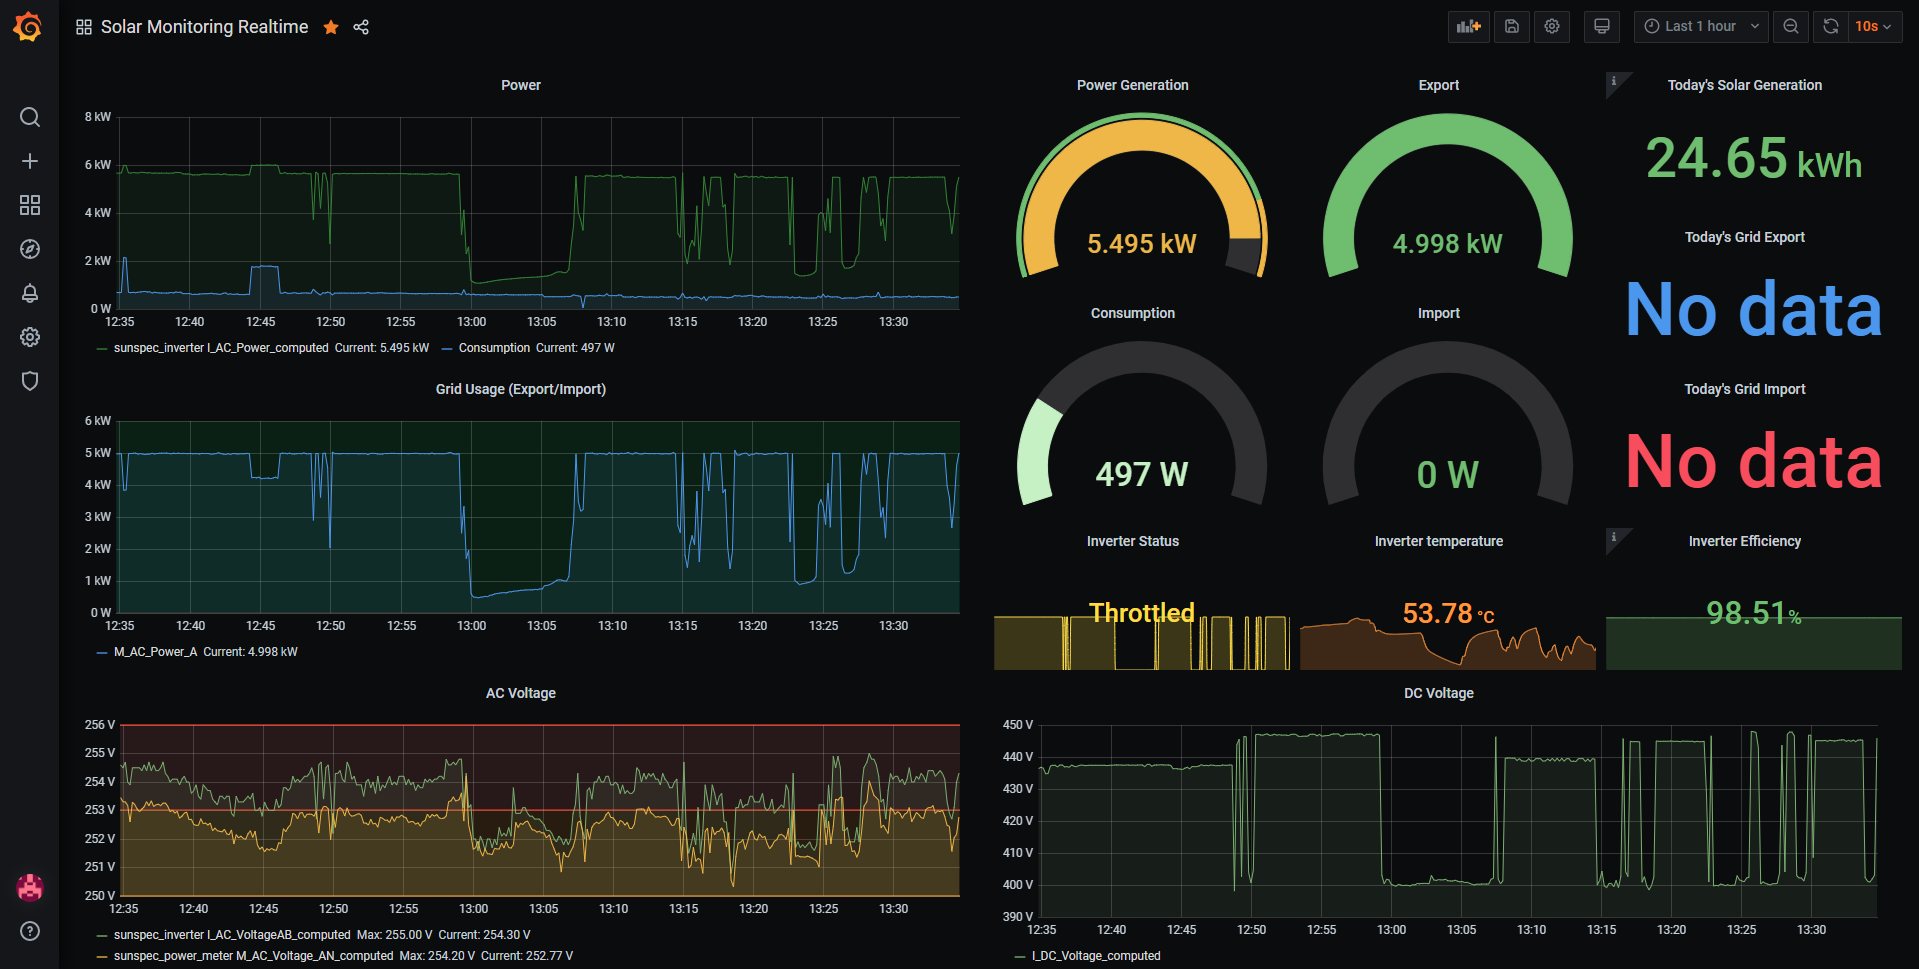 Solar Monitoring Realtime
Last 1 hour
10s
Power
8 kW
6 kW
4 kW
2 kW
0 W
12:35 12:40 12:45 12:50 12:55 13:00 13:05 13:10 13:15 13:20 13:25 13:30
sunspec_inverter I_AC_Power_computed Current: 5.495 kW Consumption Current: 497 W
Grid Usage (Export/Import)
6 kW
5 kW
4 kW
3 kW
2 kW
1 kW
0 W
12:35 12:40 12:45 12:50 12:55 13:00 13:05 13:10 13:15 13:20 13:25 13:30
M_AC_Power_A Current: 4.998 kW
AC Voltage
256 V
255 V
254 V
253 V
252 V
251 V
250 V
12:35 12:40 12:45 12:50 12:55 13:00 13:05 13:10 13:15 13:20 13:25 13:30
sunspec_inverter I_AC_VoltageAB_computed Max: 255.00 V Current: 254.30 V
sunspec_power_meter M_AC_Voltage_AN_computed Max: 254.20 V Current: 252.77 V
Power Generation
5.495 kW
Export
4.998 kW
i
Today's Solar Generation
24.65 kWh
Today's Grid Export
No data
Consumption
497 W
Import
0 W
Today's Grid Import
No data
Inverter Status
Throttled
Inverter temperature
53.78 °C
i
Inverter Efficiency
98.51%
DC Voltage
450 V
440 V
430 V
420 V
410 V
400 V
390 V
12:35 12:40 12:45 12:50 12:55 13:00 13:05 13:10 13:15 13:20 13:25 13:30
I_DC_Voltage_computed